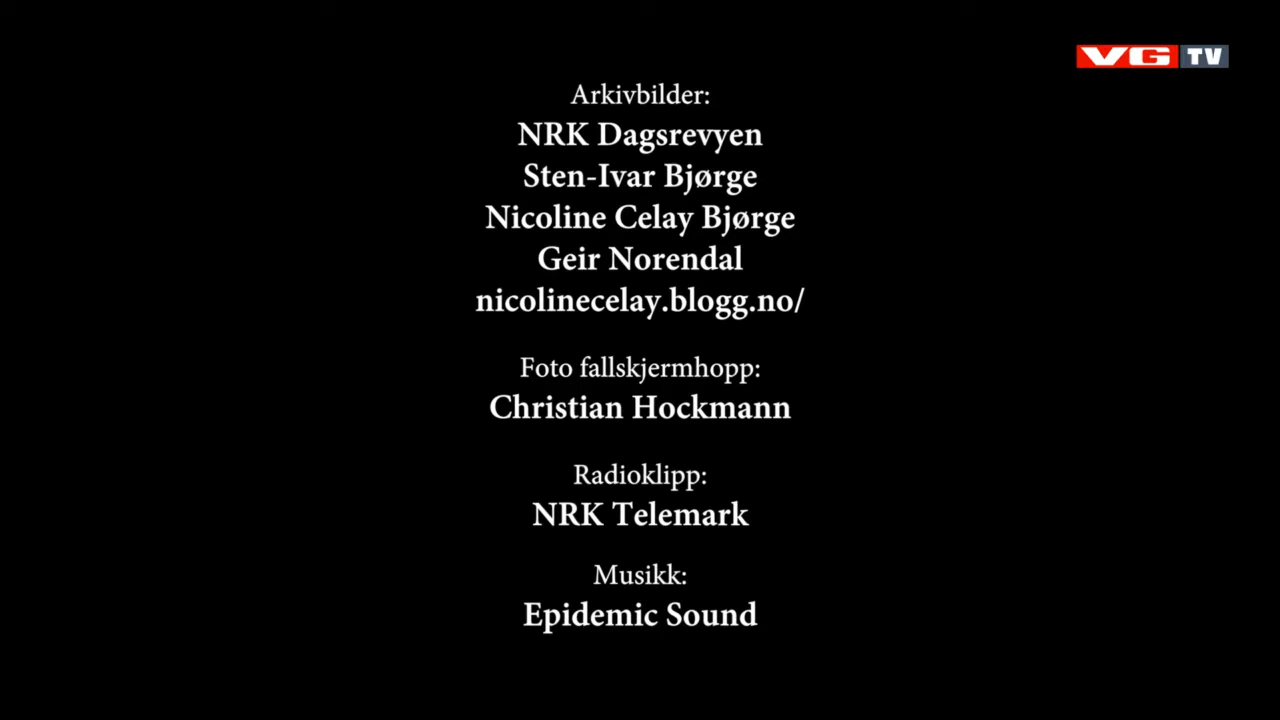 VG TV
Arkivbilder:
NRK Dagsrevyen
Sten-Ivar Bjørge
Nicoline Celay Bjørge
Geir Norendal
nicolinecelay.blogg.no/
Foto fallskjermhopp:
Christian Hockmann
Radioklipp:
NRK Telemark
Musikk:
Epidemic Sound